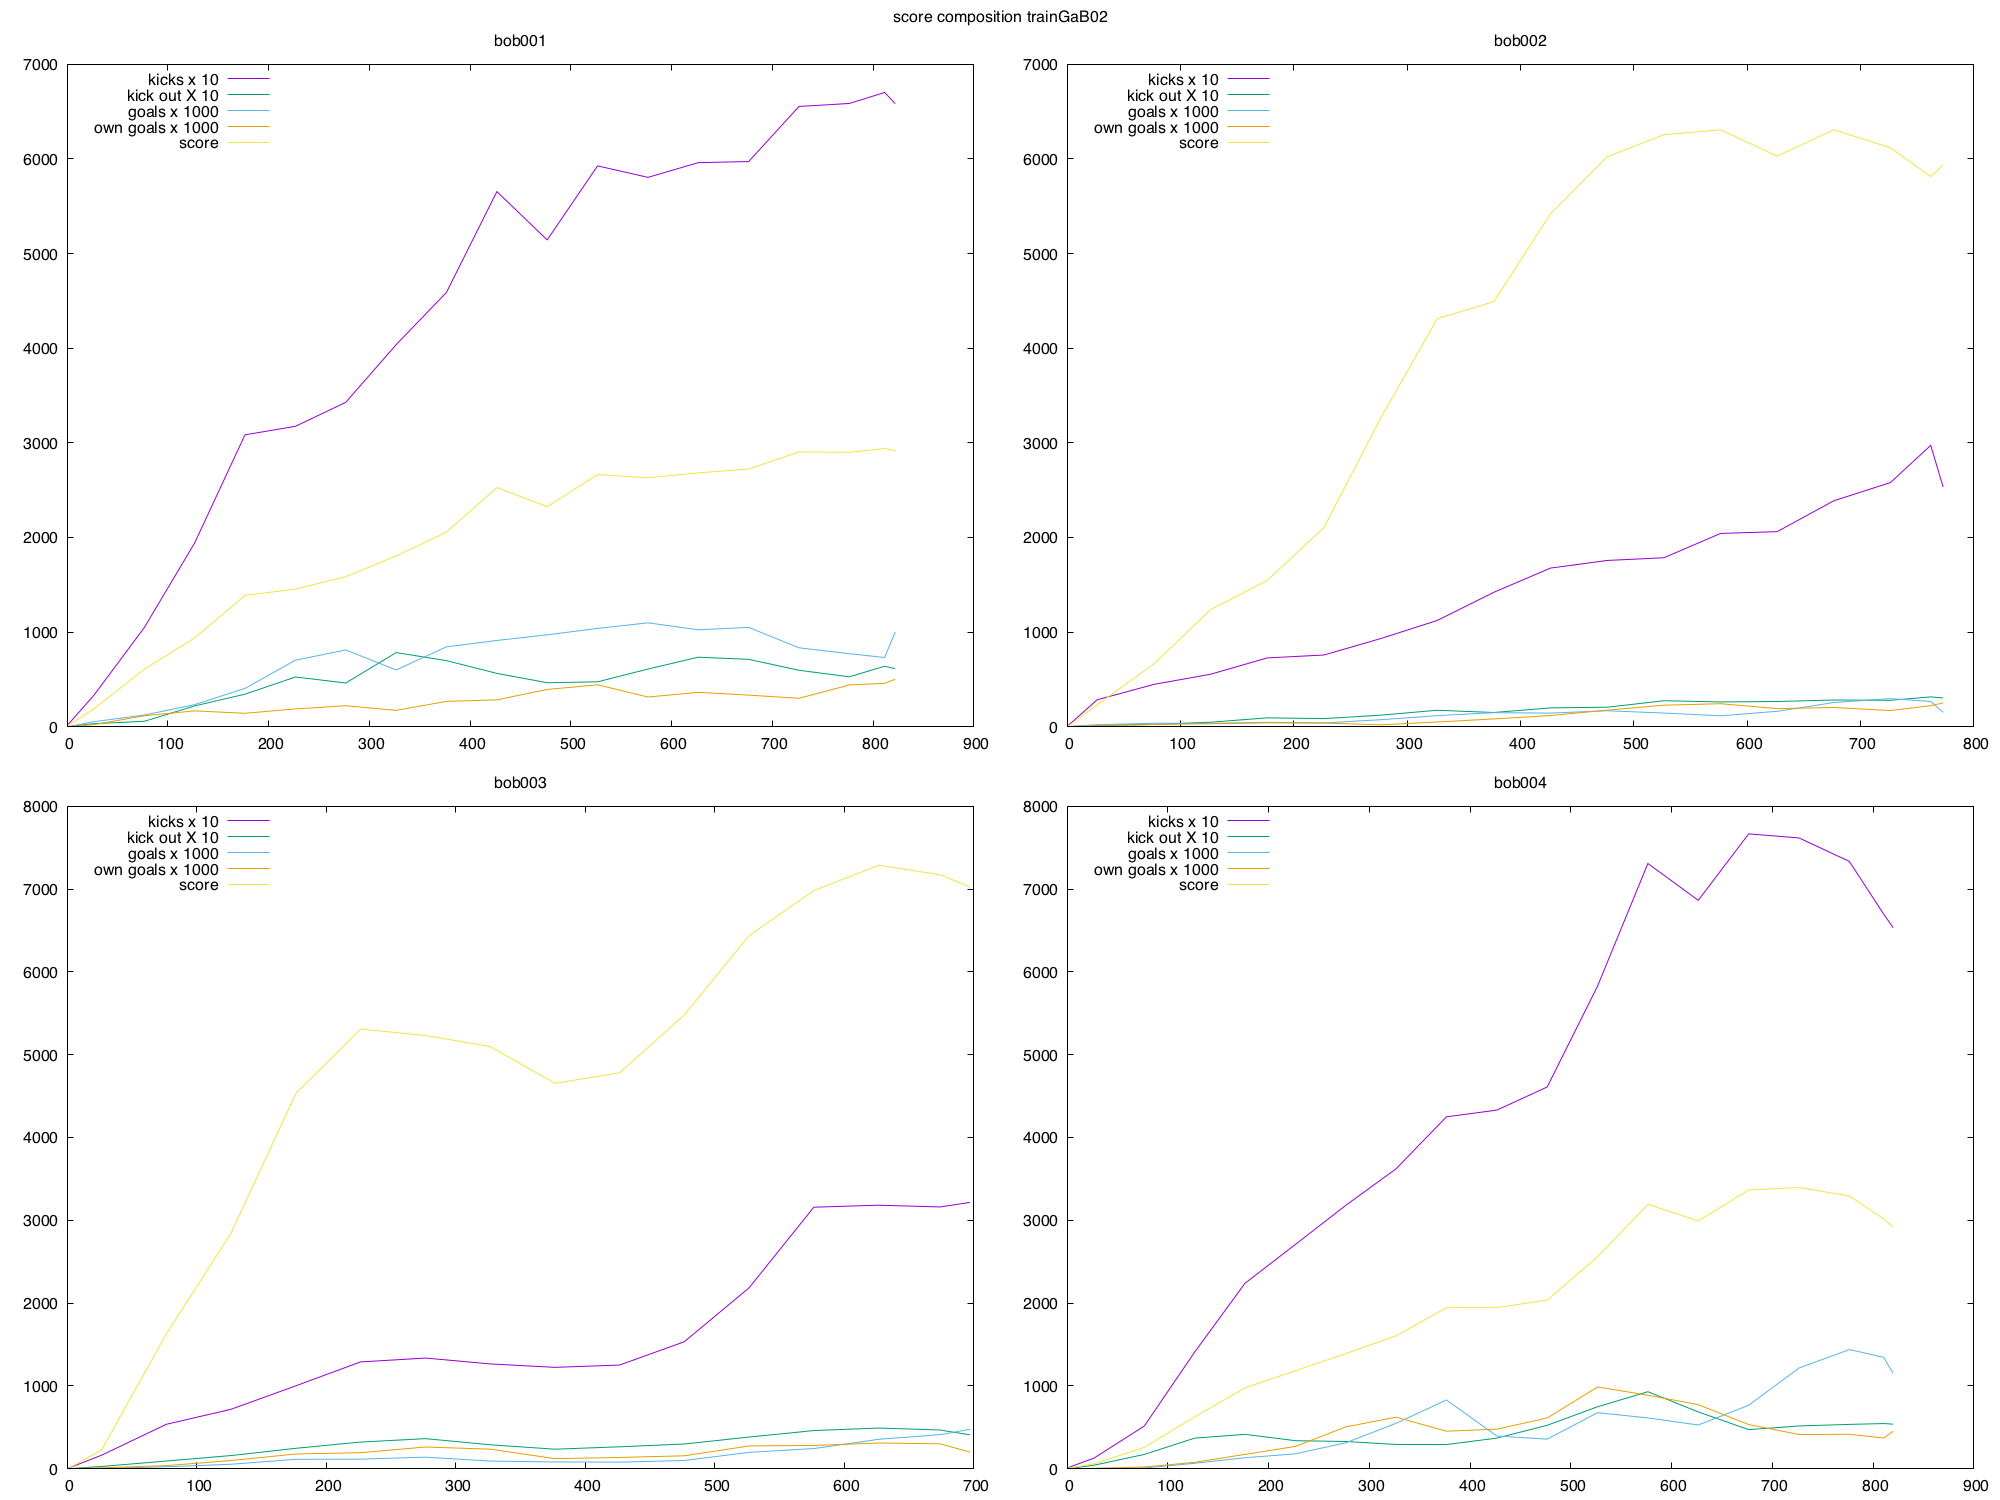 score composition trainGaB02
bob001
7000
6000
5000
4000
3000
2000
1000
0
kicks x 10
kick out X 10
goals x 1000
own goals x 1000
score
0 100 200 300 400 500 600 700 800 900
bob002
7000
6000
5000
4000
3000
2000
1000
0
kicks x 10
kick out X 10
goals x 1000
own goals x 1000
score
0 100 200 300 400 500 600 700 800
bob003
8000
7000
6000
5000
4000
3000
2000
1000
0
kicks x 10
kick out X 10
goals x 1000
own goals x 1000
score
0 100 200 300 400 500 600 700
bob004
8000
7000
6000
5000
4000
3000
2000
1000
0
kicks x 10
kick out X 10
goals x 1000
own goals x 1000
score
0 100 200 300 400 500 600 700 800 900